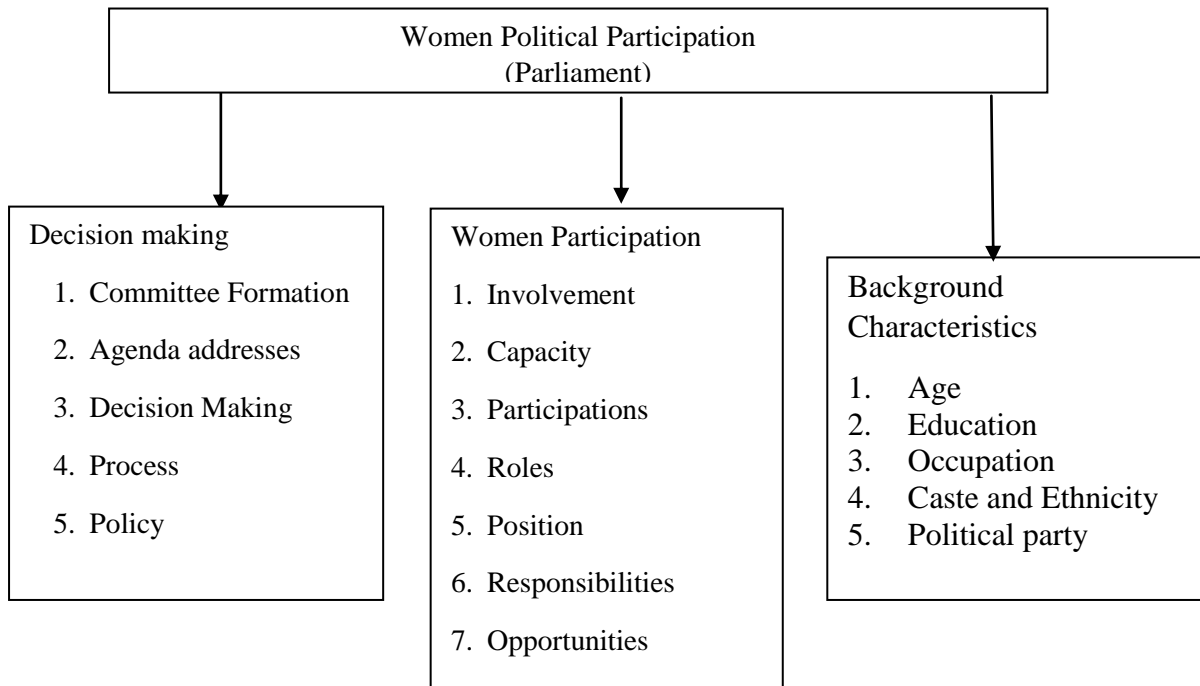 Women Political Participation
(Parliament)
Decision making
1. Committee Formation
2. Agenda addresses
3. Decision Making
4. Process
5. Policy
Women Participation
1. Involvement
2. Capacity
3. Participations
4. Roles
5. Position
6. Responsibilities
7. Opportunities
Background
Characteristics
1. Age
2. Education
3. Occupation
4. Caste and Ethnicity
5. Political party